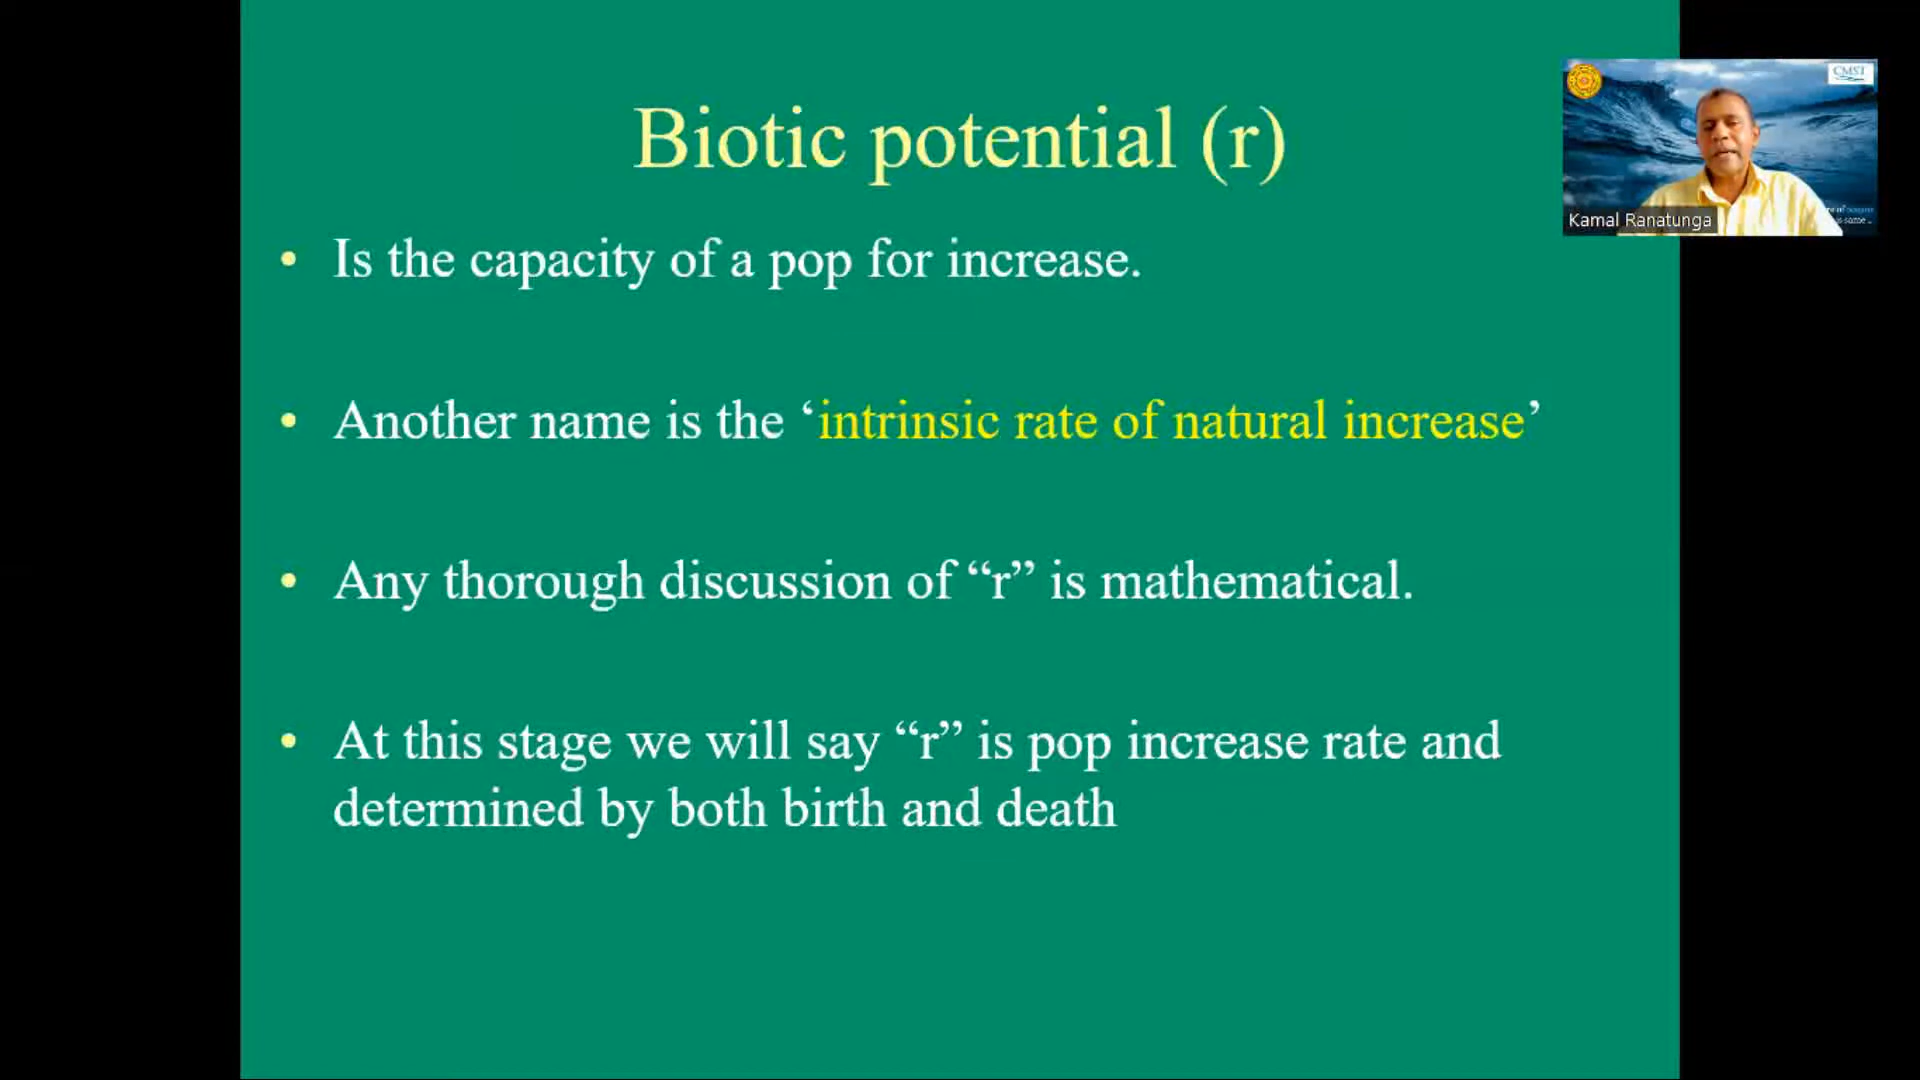 Biotic potential (r)
• Is the capacity of a pop for increase.
• Another name is the ‘intrinsic rate of natural increase’
• Any thorough discussion of “r” is mathematical.
• At this stage we will say “r” is pop increase rate and
determined by both birth and death
CMST
Kamal Ranatunga